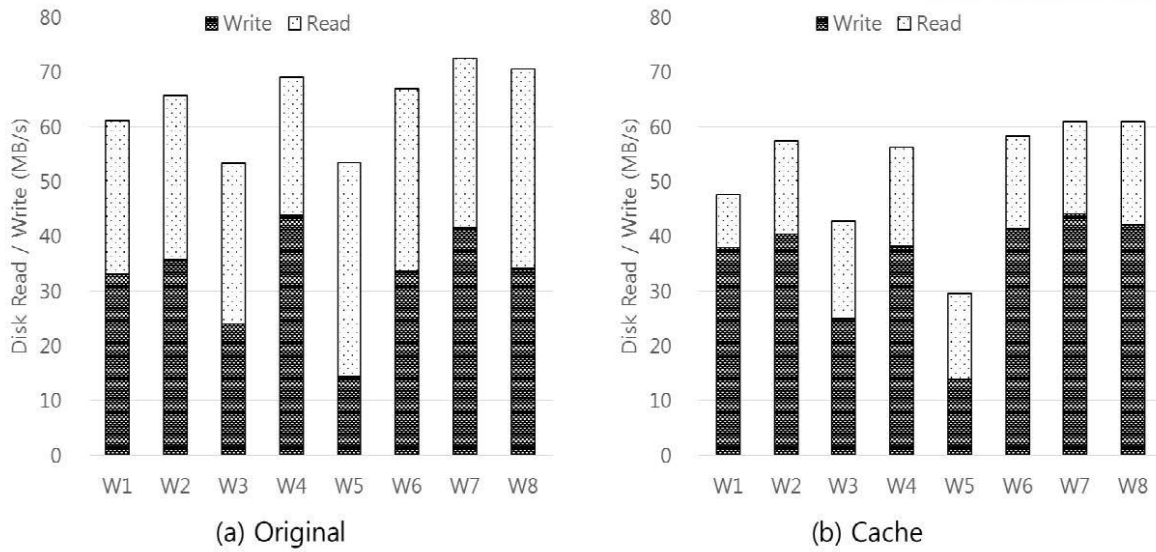 80
70
60
50
40
30
20
10
0
Disk Read / Write (MB/s)
Write Read
W1 W2 W3 W4 W5 W6 W7 W8
(a) Original
80
70
60
50
40
30
20
10
0
Disk Read / Write (MB/s)
Write Read
W1 W2 W3 W4 W5 W6 W7 W8
(b) Cache